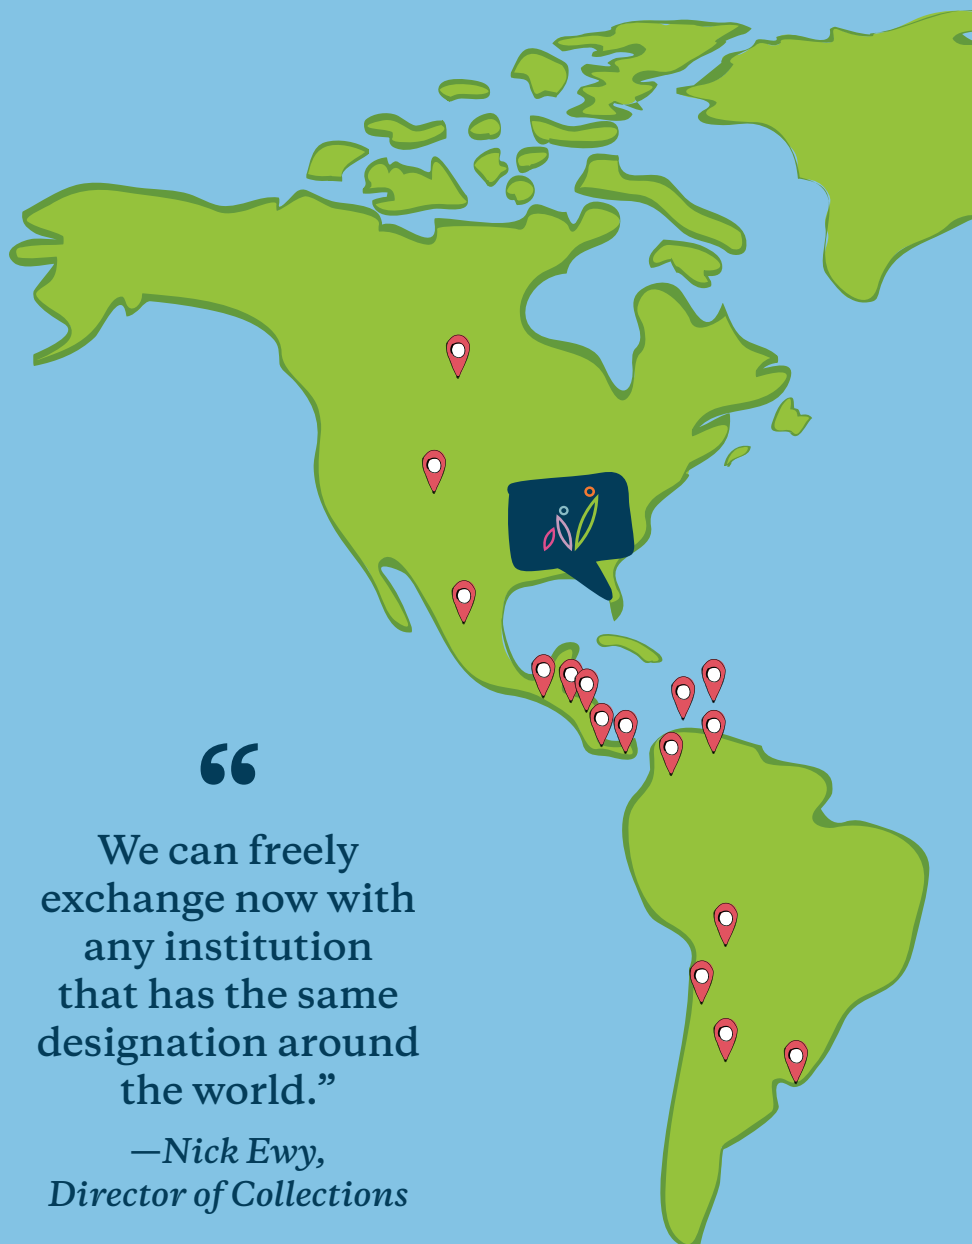 “
We can freely
exchange now with
any institution
that has the same
designation around
the world.”
—Nick Ewy,
Director of Collections